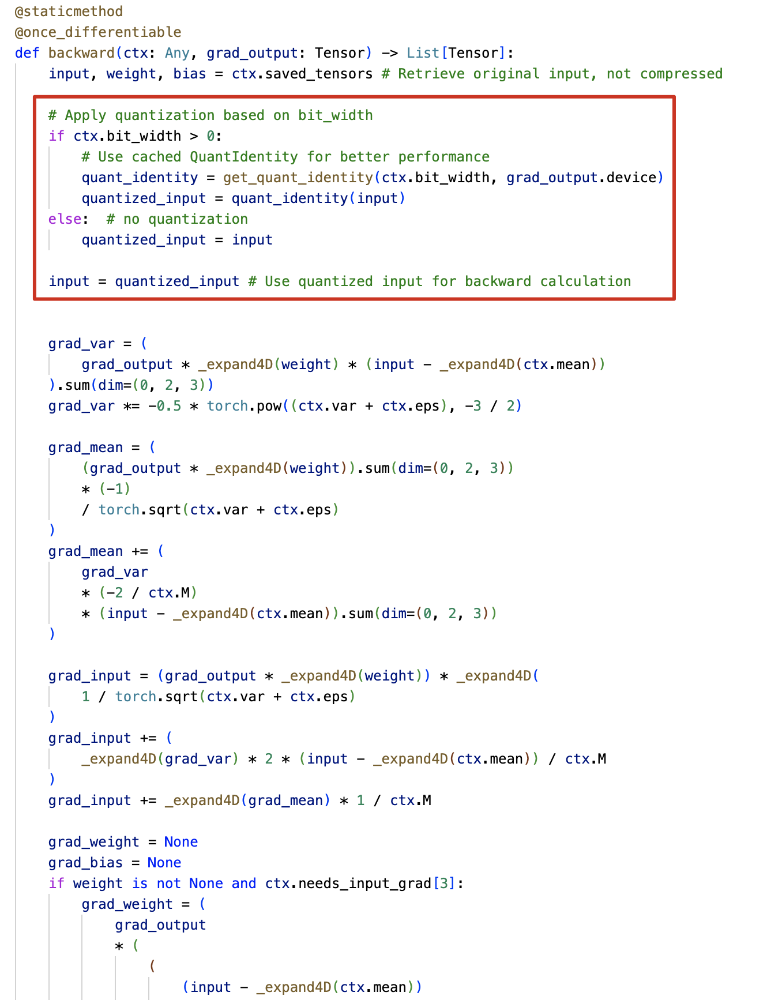 @staticmethod
@once_differentiable
def backward(ctx: Any, grad_output: Tensor) -> List[Tensor]:
    input, weight, bias = ctx.saved_tensors # Retrieve original input, not compressed

    # Apply quantization based on bit_width
    if ctx.bit_width > 0:
        # Use cached QuantIdentity for better performance
        quant_identity = get_quant_identity(ctx.bit_width, grad_output.device)
        quantized_input = quant_identity(input)
    else:  # no quantization
        quantized_input = input

    input = quantized_input # Use quantized input for backward calculation


    grad_var = (
        grad_output * _expand4D(weight) * (input - _expand4D(ctx.mean))
    ).sum(dim=(0, 2, 3))
    grad_var *= -0.5 * torch.pow((ctx.var + ctx.eps), -3 / 2)

    grad_mean = (
        (grad_output * _expand4D(weight)).sum(dim=(0, 2, 3))
        * (-1)
        / torch.sqrt(ctx.var + ctx.eps)
    )
    grad_mean += (
        grad_var
        * (-2 / ctx.M)
        * (input - _expand4D(ctx.mean)).sum(dim=(0, 2, 3))
    )

    grad_input = (grad_output * _expand4D(weight)) * _expand4D(
        1 / torch.sqrt(ctx.var + ctx.eps)
    )
    grad_input += (
        _expand4D(grad_var) * 2 * (input - _expand4D(ctx.mean)) / ctx.M
    )
    grad_input += _expand4D(grad_mean) * 1 / ctx.M

    grad_weight = None
    grad_bias = None
    if weight is not None and ctx.needs_input_grad[3]:
        grad_weight = (
            grad_output
            * (
                (
                    (input - _expand4D(ctx.mean))